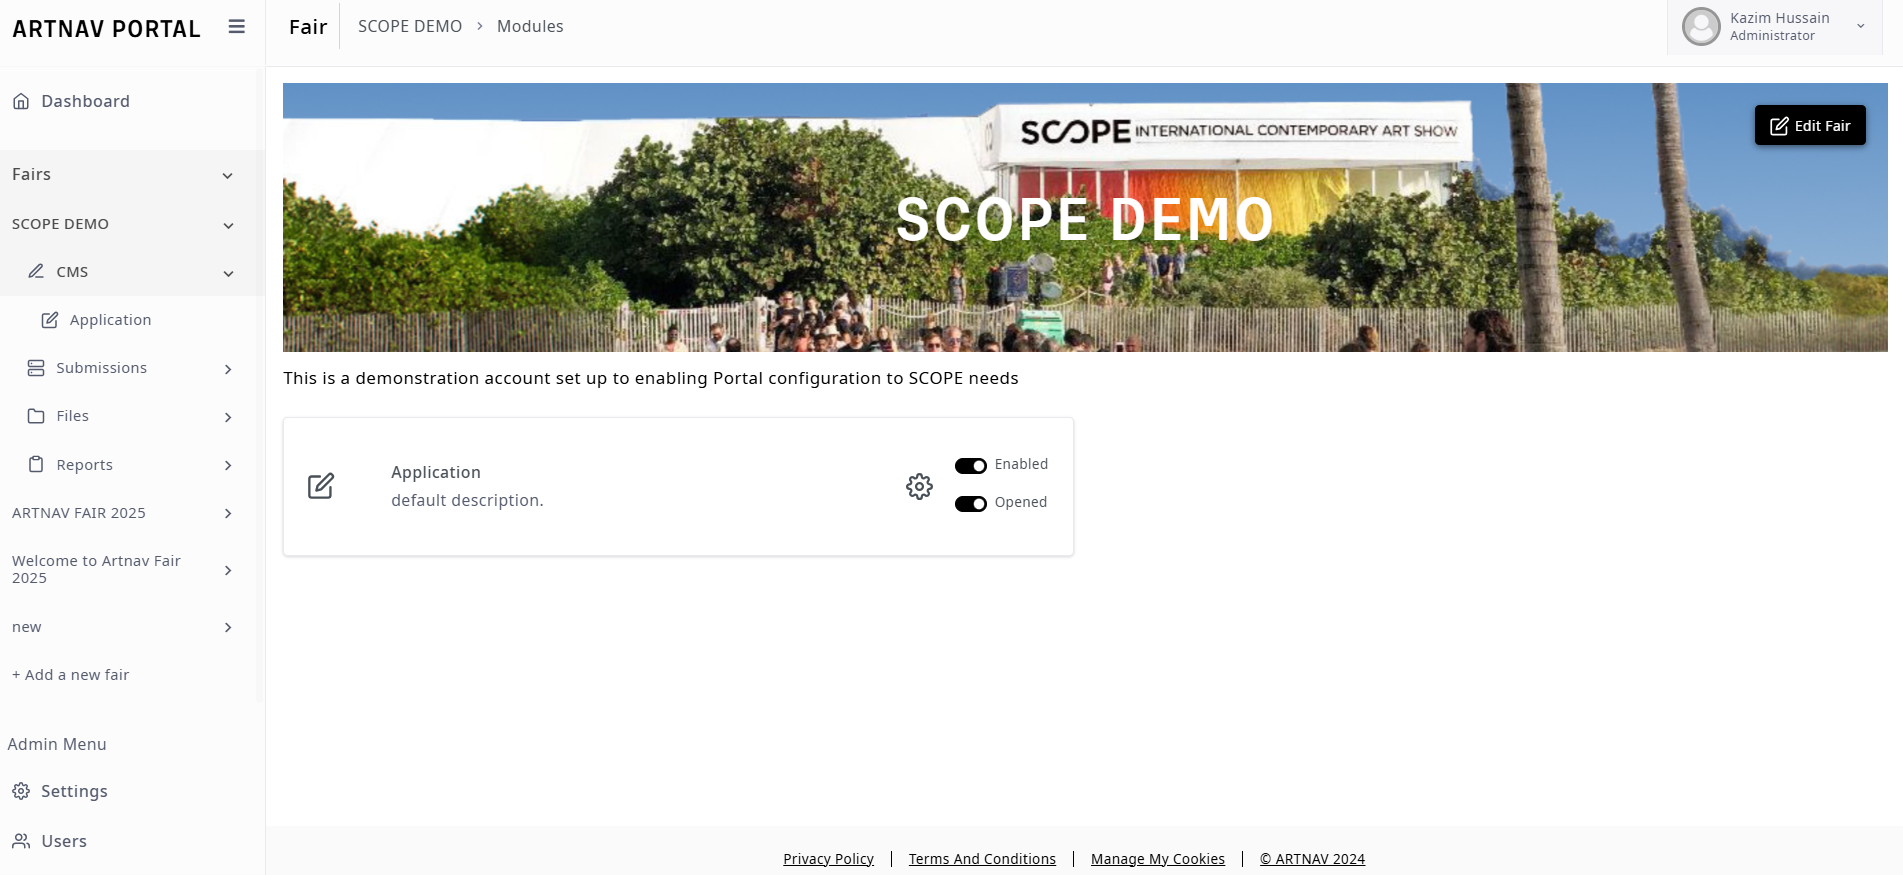 ARTNAV PORTAL
Fair
SCOPE DEMO
Modules
Kazim Hussain
Administrator
Dashboard
Fairs
SCOPE DEMO
CMS
Application
Submissions
Files
Reports
ARTNAV FAIR 2025
Welcome to Artnav Fair
2025
new
+ Add a new fair
Admin Menu
Settings
Users
SCOPE INTERNATIONAL CONTEMPORARY ART SHOW
Edit Fair
SCOPE DEMO
This is a demonstration account set up to enabling Portal configuration to SCOPE needs
Application
default description.
Enabled
Opened
Privacy Policy
Terms And Conditions
Manage My Cookies
© ARTNAV 2024